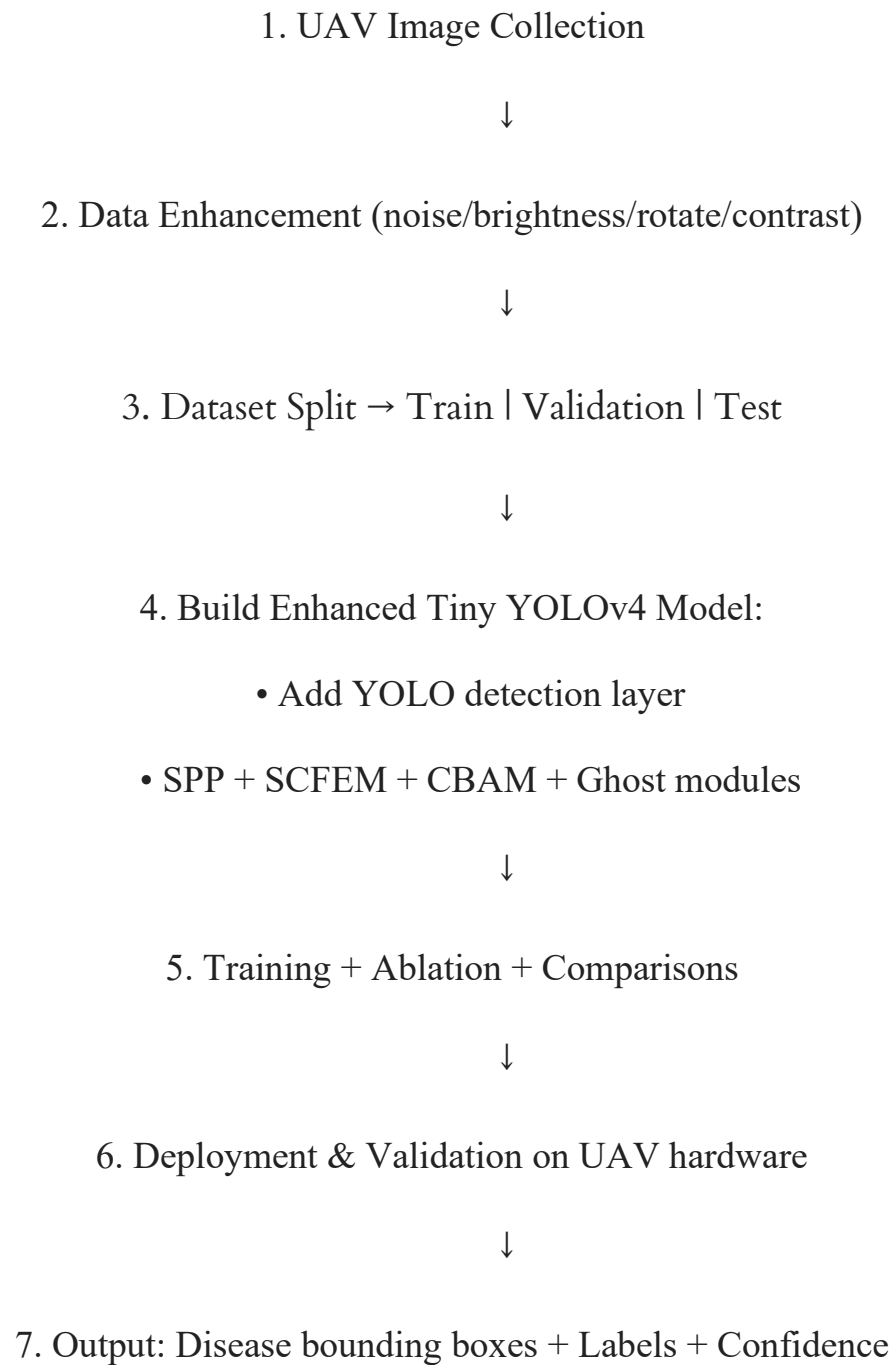 1. UAV Image Collection
↓
2. Data Enhancement (noise/brightness/rotate/contrast)
↓
3. Dataset Split → Train | Validation | Test
↓
4. Build Enhanced Tiny YOLOv4 Model:
• Add YOLO detection layer
• SPP + SCFEM + CBAM + Ghost modules
↓
5. Training + Ablation + Comparisons
↓
6. Deployment & Validation on UAV hardware
↓
7. Output: Disease bounding boxes + Labels + Confidence